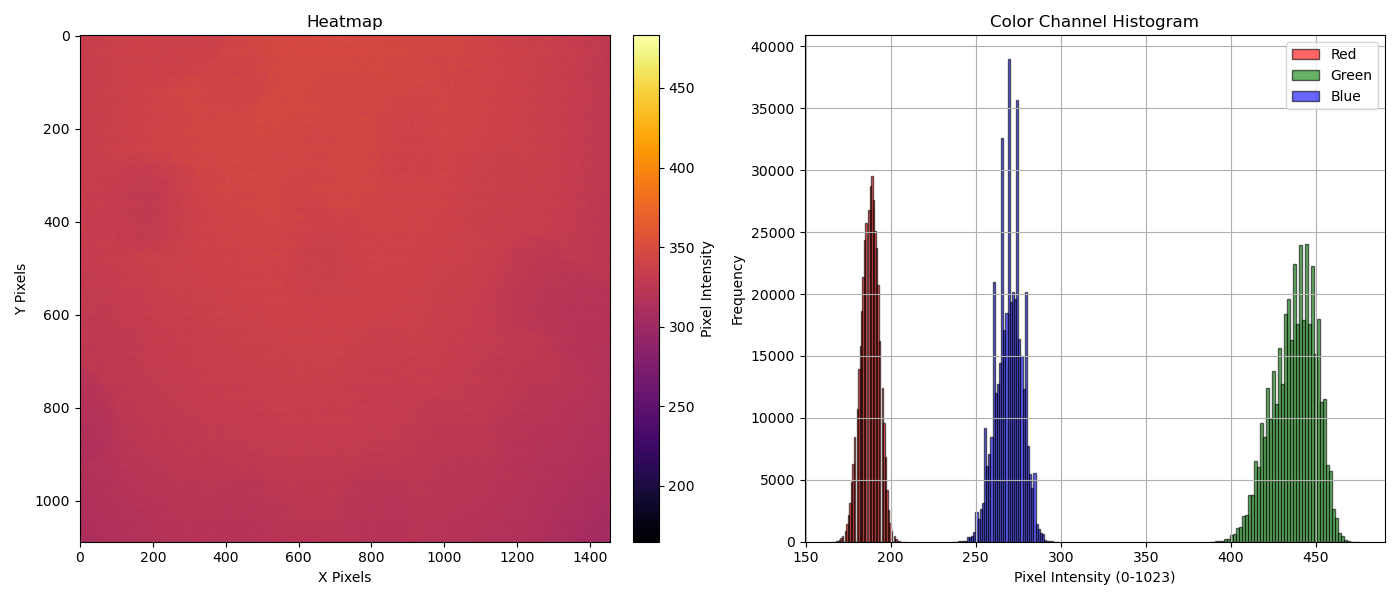 Heatmap
0
200
400
600
800
1000
Y Pixels
0 200 400 600 800 1000 1200 1400
X Pixels
450
400
350
300
250
200
Pixel Intensity
Color Channel Histogram
40000
35000
30000
25000
20000
15000
10000
5000
0
Frequency
150 200 250 300 350 400 450
Pixel Intensity (0-1023)
Red
Green
Blue